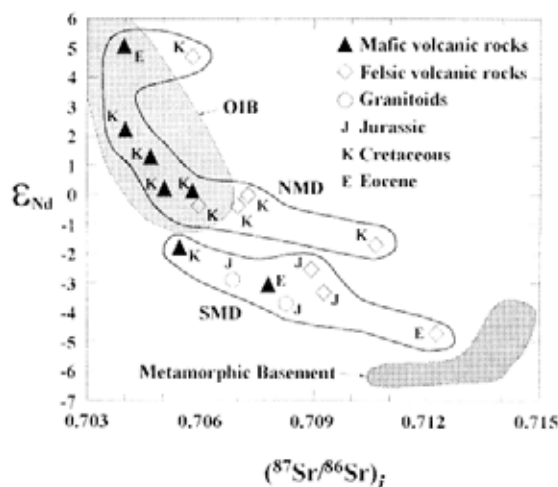 6
5
4
3
2
1
0
-1
-2
-3
-4
-5
-6
-7
εNd
0.703
0.706
0.709
0.712
0.715
(⁸⁷Sr/⁸⁶Sr)i
Mafic volcanic rocks
Felsic volcanic rocks
Granitoids
J Jurassic
K Cretaceous
E Eocene
E
K
OIB
K
K
K
K
K
K
K
NMD
K
K
J
J
E
J
J
SMD
E
Metamorphic Basement